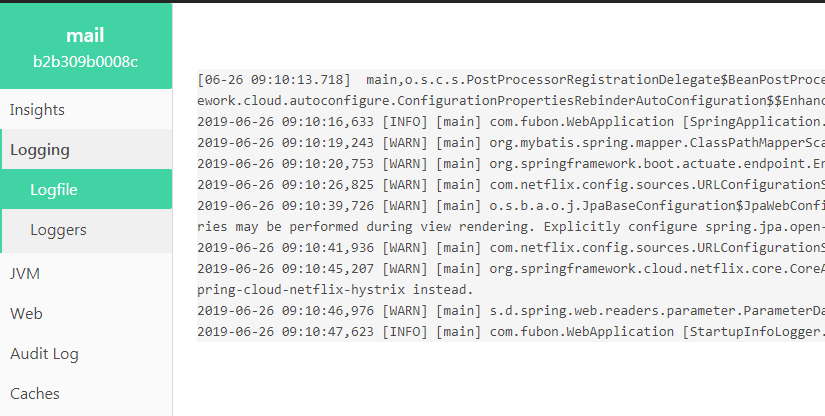 mail
b2b309b0008c
Insights
Logging
Logfile
Loggers
JVM
Web
Audit Log
Caches
[06-26 09:10:13.718]  main,o.s.c.s.PostProcessorRegistrationDelegate$BeanPostProce
ework.cloud.autoconfigure.ConfigurationPropertiesRebinderAutoConfiguration$$Enhanc
2019-06-26 09:10:16,633 [INFO] [main] com.fubon.WebApplication [SpringApplication.
2019-06-26 09:10:19,243 [WARN] [main] org.mybatis.spring.mapper.ClassPathMapperSca
2019-06-26 09:10:20,753 [WARN] [main] org.springframework.boot.actuate.endpoint.En
2019-06-26 09:10:26,825 [WARN] [main] com.netflix.config.sources.URLConfigurationS
2019-06-26 09:10:39,726 [WARN] [main] o.s.b.a.o.j.JpaBaseConfiguration$JpaWebConfi
ries may be performed during view rendering. Explicitly configure spring.jpa.open-
2019-06-26 09:10:41,936 [WARN] [main] com.netflix.config.sources.URLConfigurationS
2019-06-26 09:10:45,207 [WARN] [main] org.springframework.cloud.netflix.core.CoreA
pring-cloud-netflix-hystrix instead.
2019-06-26 09:10:46,976 [WARN] [main] s.d.spring.web.readers.parameter.ParameterDa
2019-06-26 09:10:47,623 [INFO] [main] com.fubon.WebApplication [StartupInfoLogger.